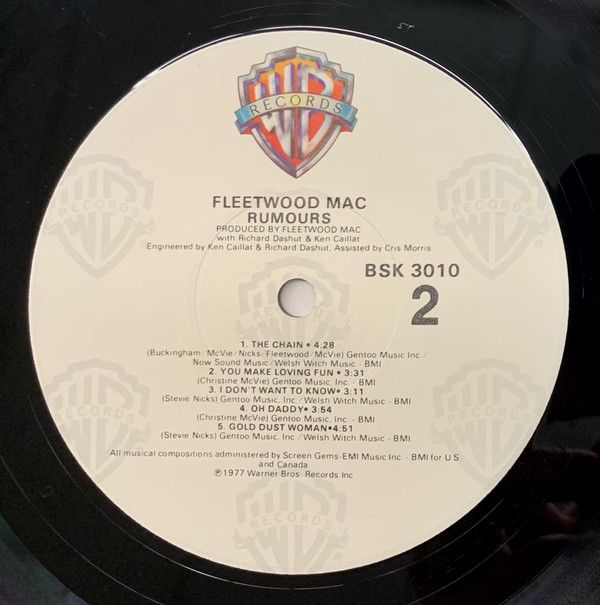 WB
RECORDS
FLEETWOOD MAC
RUMOURS
PRODUCED BY FLEETWOOD MAC
with Richard Dashut & Ken Caillat
Engineered by Ken Caillat & Richard Dashut, Assisted by Cris Morris
BSK 3010
2
1. THE CHAIN • 4:28
(Buckingham/McVie/Nicks/Fleetwood/McVie) Gentoo Music Inc./
Now Sound Music/Welsh Witch Music - BMI
2. YOU MAKE LOVING FUN • 3:31
(Christine McVie) Gentoo Music, Inc. - BMI
3. I DON'T WANT TO KNOW• 3:11
(Stevie Nicks) Gentoo Music, Inc./Welsh Witch Music - BMI
4. OH DADDY• 3:54
(Christine McVie) Gentoo Music, Inc. - BMI
5. GOLD DUST WOMAN•4:51
(Stevie Nicks) Gentoo Music, Inc./Welsh Witch Music - BMI
All musical compositions administered by Screen Gems-EMI Music Inc. - BMI for U.S.
and Canada
℗1977 Warner Bros. Records Inc.